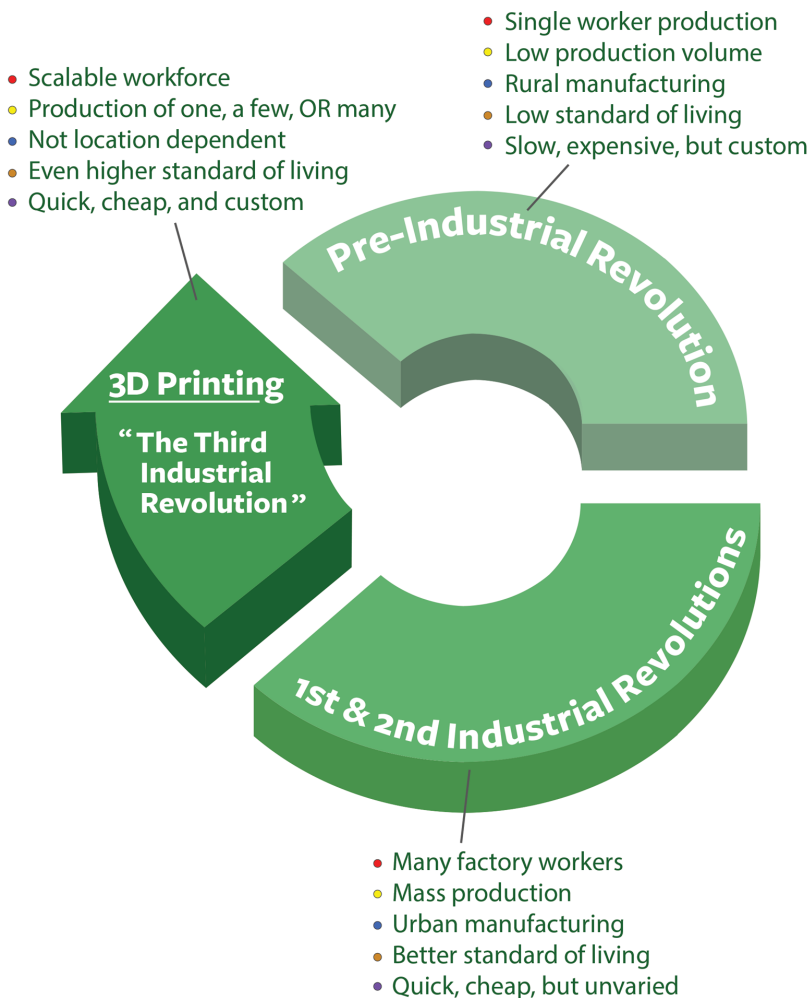 Single worker production
Low production volume
Rural manufacturing
Low standard of living
Slow, expensive, but custom
Scalable workforce
Production of one, a few, OR many
Not location dependent
Even higher standard of living
Quick, cheap, and custom
Pre-Industrial Revolution
3D Printing
“The Third
Industrial
Revolution”
1st & 2nd Industrial Revolutions
Many factory workers
Mass production
Urban manufacturing
Better standard of living
Quick, cheap, but unvaried